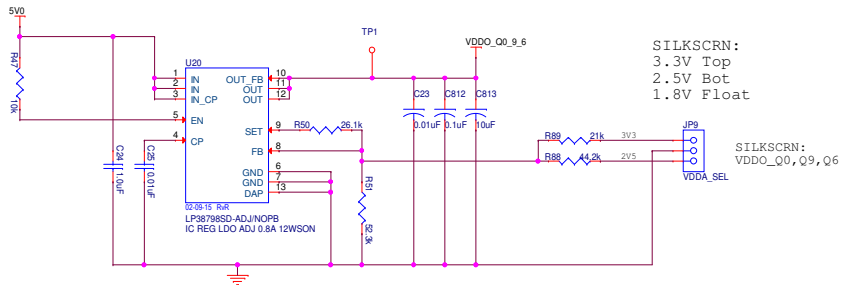 5V0
TP1
VDDO_Q0_9_6
SILKSCRN:
3.3V Top
2.5V Bot
1.8V Float
R47
10k
U20
1 IN OUT_FB 10
2 IN OUT 11
3 IN_CP OUT 12
5 EN
4 CP
SET 9
FB 8
GND 6
GND 7
DAP 13
02-09-15 RvR
LP38798SD-ADJ/NOPB
IC REG LDO ADJ 0.8A 12WSON
C24
1.0uF
C25
0.01uF
R50 26.1k
R51
52.3k
C23
0.01uF
C812
0.1uF
C813
10uF
R89 21k 3V3
R88 44.2k 2V5
JP9
VDDA_SEL
SILKSCRN:
VDDO_Q0,Q9,Q6